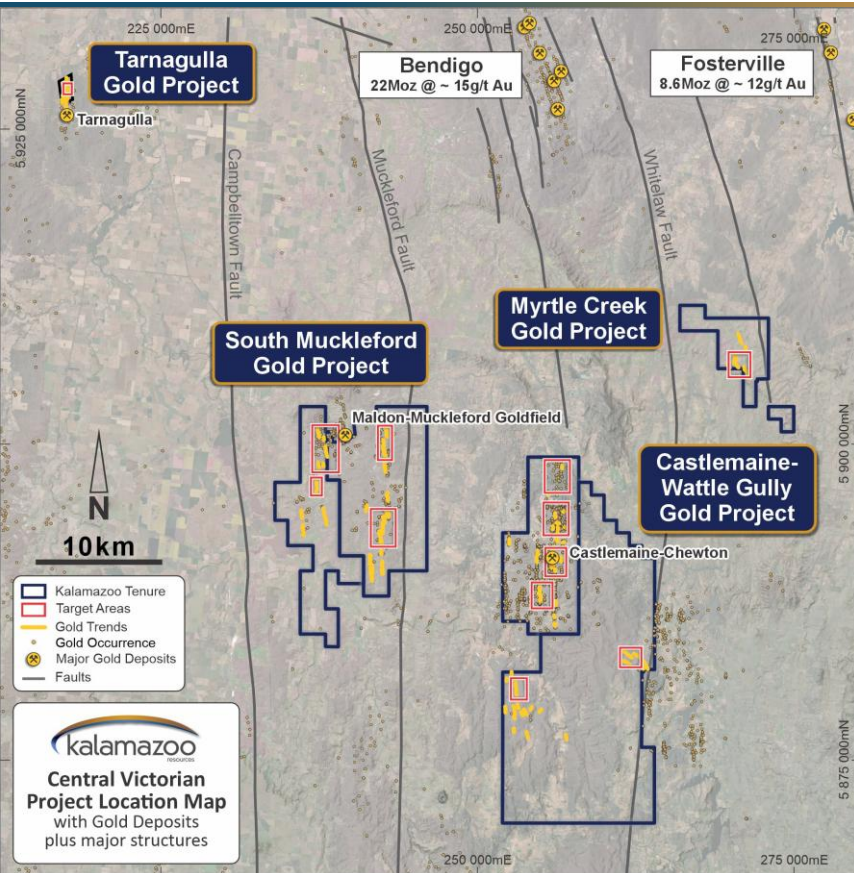 225 000mE
250 000mE
275 000mE
Tarnagulla
Gold Project
Bendigo
22Moz @ ~ 15g/t Au
Fosterville
8.6Moz @ ~ 12g/t Au
Tarnagulla
5 925 000mN
Campbelltown Fault
Muckleford Fault
Whitelaw Fault
South Muckleford
Gold Project
Myrtle Creek
Gold Project
Maldon-Muckleford Goldfield
5 900 000mN
Castlemaine-
Wattle Gully
Gold Project
N
10km
Castlemaine-Chewton
Kalamazoo Tenure
Target Areas
Gold Trends
Gold Occurrence
Major Gold Deposits
Faults
kalamazoo
resources
Central Victorian
Project Location Map
with Gold Deposits
plus major structures
5 875 000mN
250 000mE
275 000mE